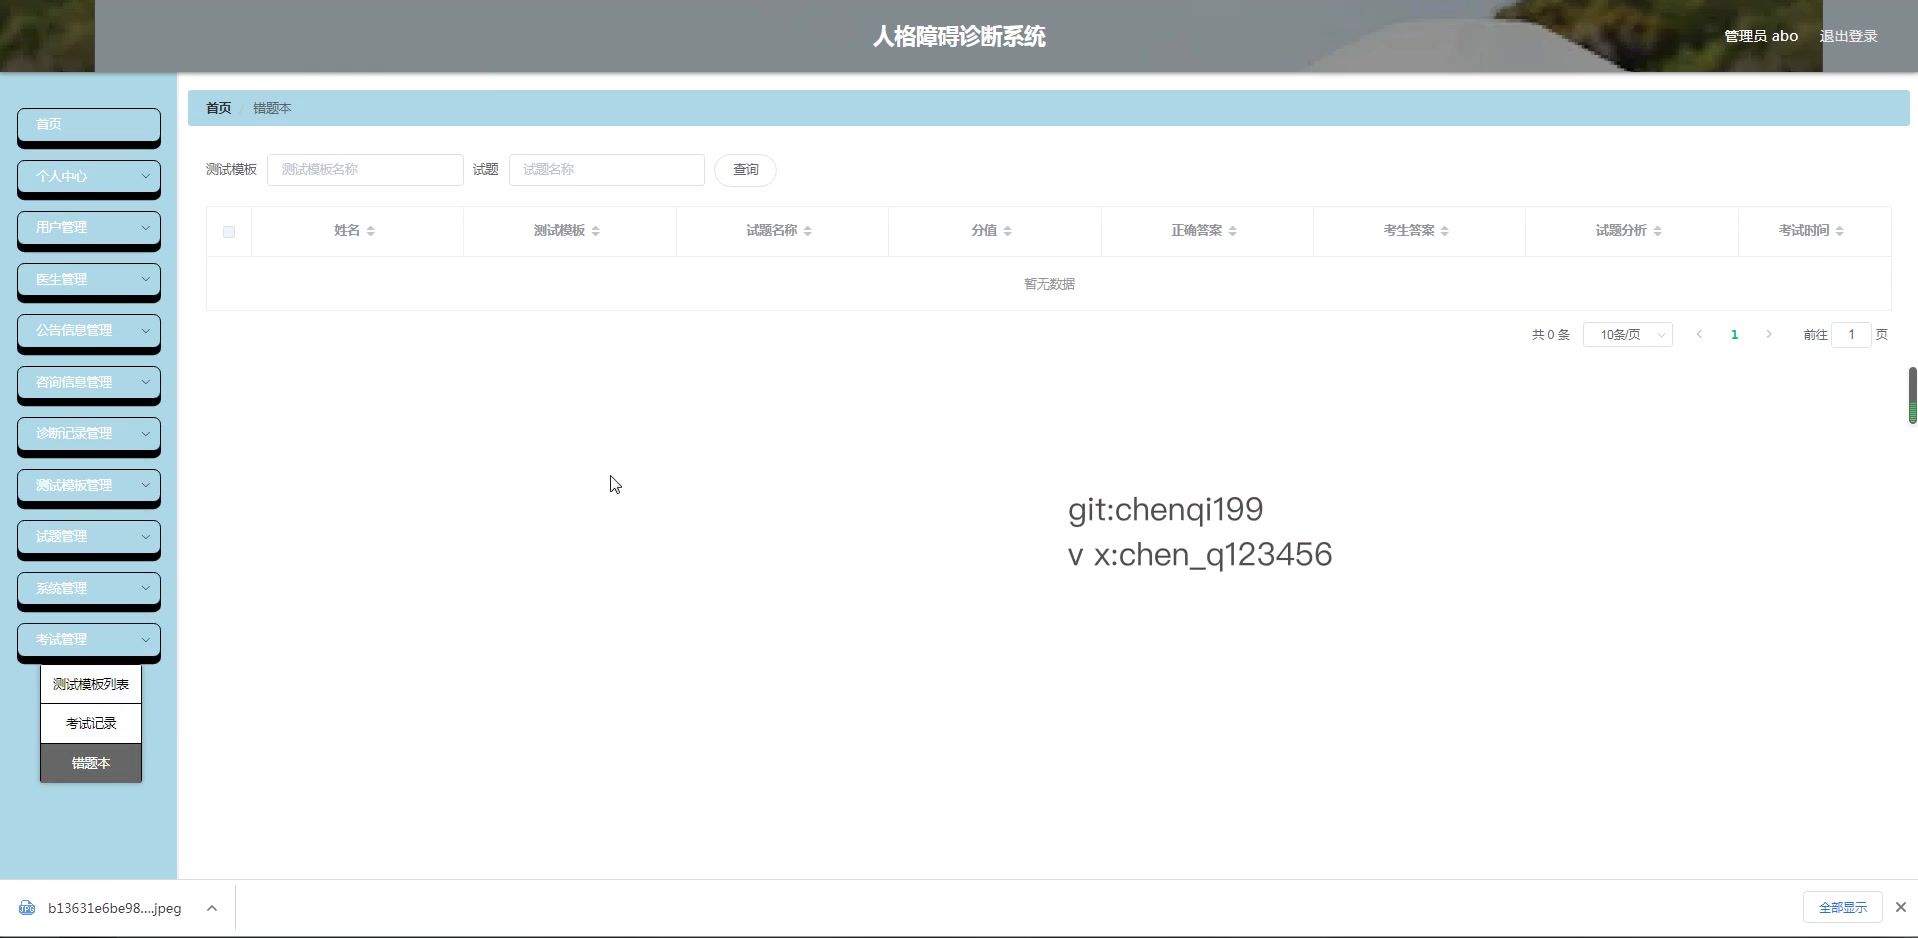 人格障碍诊断系统
管理员 abo 退出登录
首页
个人中心
用户管理
医生管理
公告信息管理
咨询信息管理
诊断记录管理
测试模板管理
试题管理
系统管理
考试管理
测试模板列表
考试记录
错题本
首页 / 错题本
测试模板 测试模板名称 试题 试题名称 查询
姓名 测试模板 试题名称 分值 正确答案 考生答案 试题分析 考试时间
暂无数据
共 0 条 10条/页 1 前往 1 页
git:chenqi199
v x:chen_q123456
b13631e6be98....jpeg
全部显示